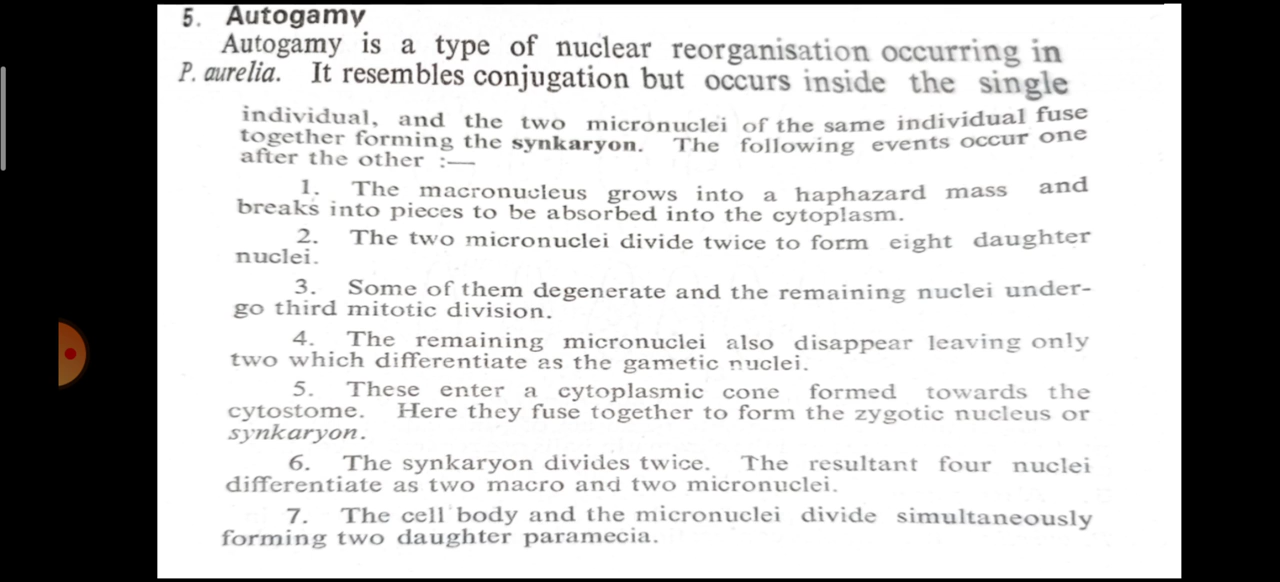 5. Autogamy
Autogamy is a type of nuclear reorganisation occurring in
P. aurelia. It resembles conjugation but occurs inside the single
individual, and the two micronuclei of the same individual fuse
together forming the synkaryon. The following events occur one
after the other :—
1. The macronucleus grows into a haphazard mass and
breaks into pieces to be absorbed into the cytoplasm.
2. The two micronuclei divide twice to form eight daughter
nuclei.
3. Some of them degenerate and the remaining nuclei under-
go third mitotic division.
4. The remaining micronuclei also disappear leaving only
two which differentiate as the gametic nuclei.
5. These enter a cytoplasmic cone formed towards the
cytostome. Here they fuse together to form the zygotic nucleus or
synkaryon.
6. The synkaryon divides twice. The resultant four nuclei
differentiate as two macro and two micronuclei.
7. The cell body and the micronuclei divide simultaneously
forming two daughter paramecia.